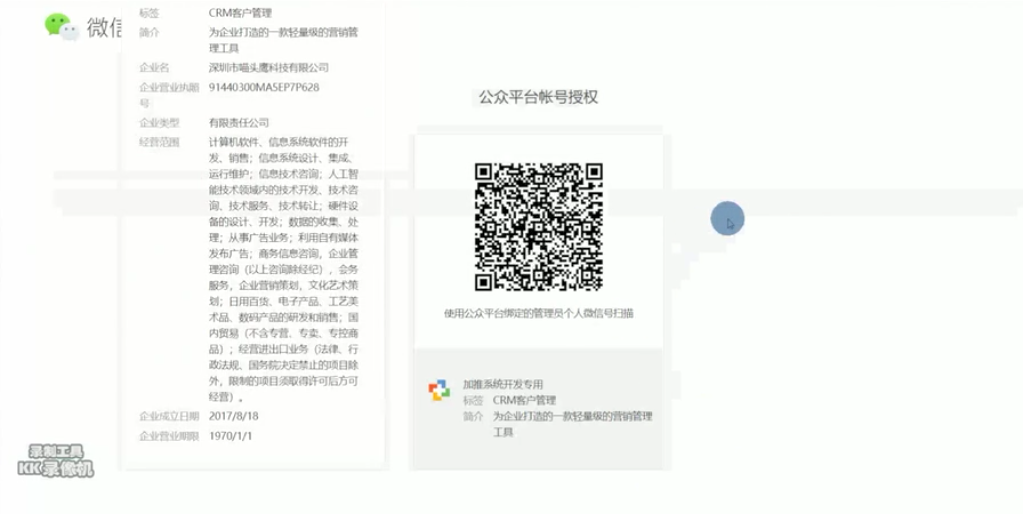 微信
标签 CRM客户管理
简介 为企业打造的一款轻量级的营销管
理工具
企业名 深圳市喵头鹰科技有限公司
企业营业执照
号 91440300MA5EP7P628
企业类型 有限责任公司
经营范围 计算机软件、信息系统软件的开
发、销售；信息系统设计、集成、
运行维护；信息技术咨询；人工智
能技术领域内的技术开发、技术咨
询、技术服务、技术转让；硬件设
备的设计、开发；数据的收集、处
理；从事广告业务；利用自有媒体
发布广告；商务信息咨询，企业管
理咨询（以上咨询除经纪），会务
服务，企业营销策划，文化艺术策
划；日用百货、电子产品、工艺美
术品、数码产品的研发和销售；国
内贸易（不含专营、专卖、专控商
品）；经营进出口业务（法律、行
政法规、国务院决定禁止的项目除
外，限制的项目须取得许可后方可
经营）。
企业成立日期 2017/8/18
企业营业期限 1970/1/1
公众平台帐号授权
使用公众平台绑定的管理员个人微信号扫描
加推系统开发专用
标签 CRM客户管理
简介 为企业打造的一款轻量级的营销管理
工具
录制工具
KK录像机